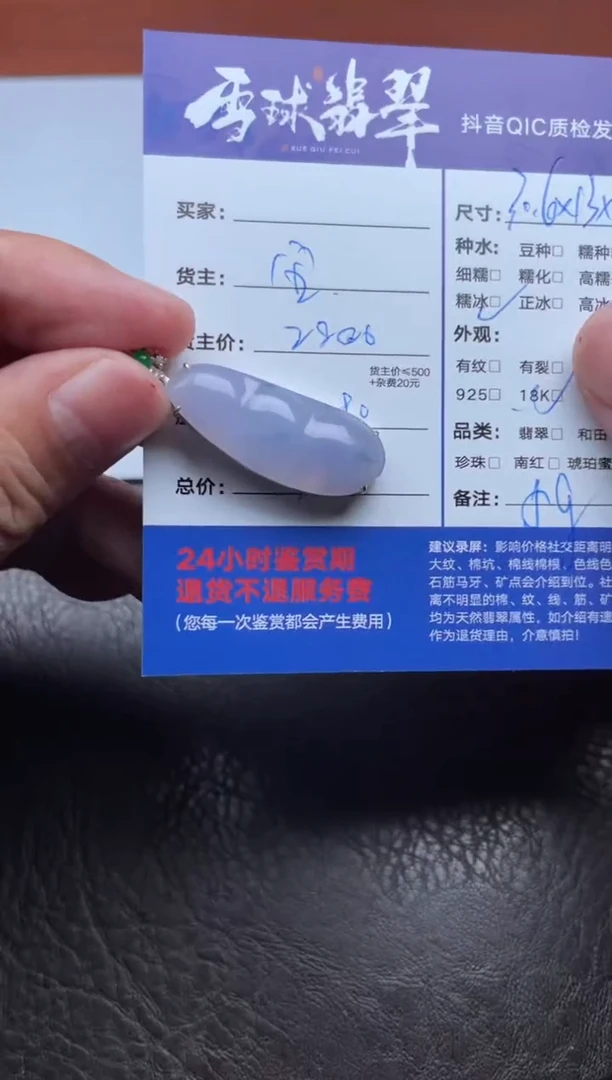 雪球翡翠
XUE QIU FEI CUI
抖音QIC质检发
买家:
货主:
货主价: 2800
货主价≤500
+杂费20元
80
总价:
24小时鉴赏期
退货不退服务费
(您每一次鉴赏都会产生费用)
尺寸: 30.6×13×
种水: 豆种□ 糯种
细糯□ 糯化□ 高糯
糯冰 正冰□ 高冰
外观:
有纹□ 有裂□
925□ 18K□
品类: 翡翠□ 和田
珍珠□ 南红□ 琥珀蜜
备注:
建议录屏: 影响价格社交距离明
大纹、棉坑、棉线棉根、色线色
石筋马牙、矿点会介绍到位。社
离不明显的棉、纹、线、筋、矿
均为天然翡翠属性,如介绍有遗
作为退货理由,介意慎拍!